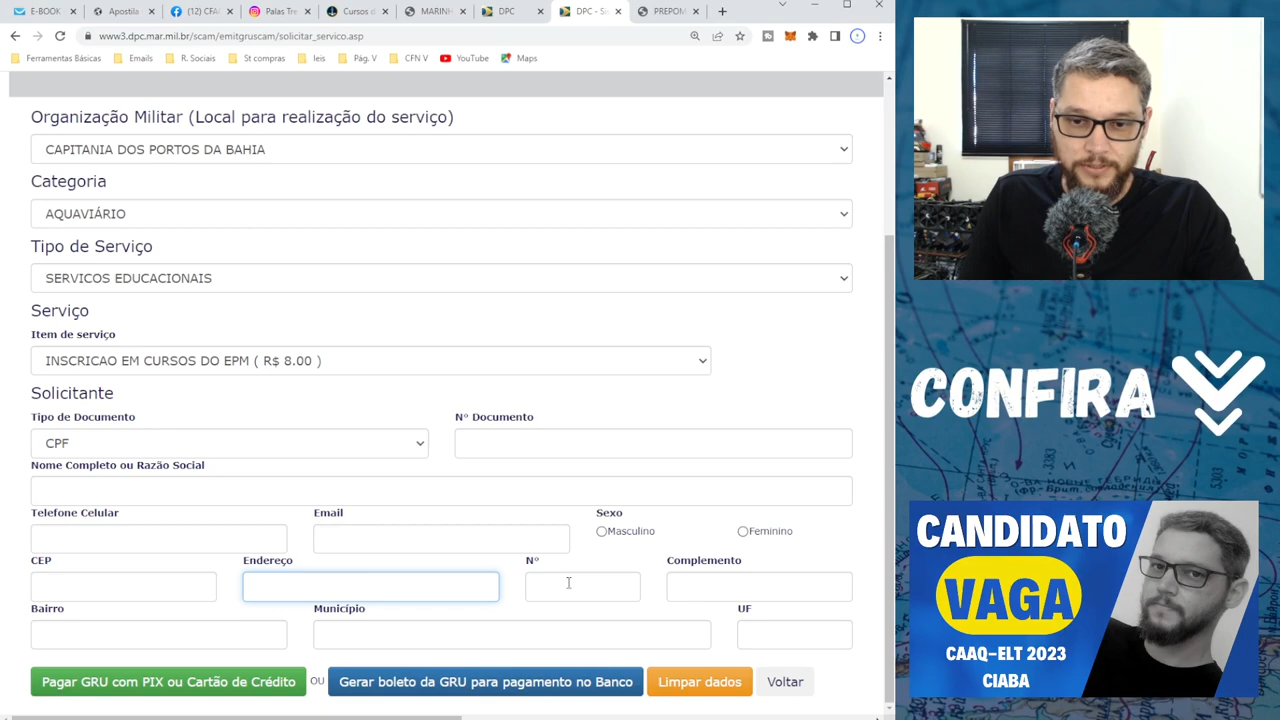 E-BOOK
Apostila
(12) CFA
Palas Tre
Cursos d
MARINH
DPC
DPC - Sis
PREPOM
www3.dpc.mar.mil.br/scam/emitgru
Ferramentas Básicas
Emails
R. Sociais
St compras
leis
Pág. V
CFN V
YouTube
Maps
Organização Militar (Local para realização do serviço)
CAPITANIA DOS PORTOS DA BAHIA
Categoria
AQUAVIÁRIO
Tipo de Serviço
SERVICOS EDUCACIONAIS
Serviço
Item de serviço
INSCRICAO EM CURSOS DO EPM ( R$ 8.00 )
Solicitante
Tipo de Documento
Nº Documento
CPF
Nome Completo ou Razão Social
Telefone Celular
Email
Sexo
Masculino
Feminino
CEP
Endereço
Nº
Complemento
Bairro
Município
UF
Pagar GRU com PIX ou Cartão de Crédito
OU
Gerar boleto da GRU para pagamento no Banco
Limpar dados
Voltar
CONFIRA
CANDIDATO
VAGA
CAAQ-ELT 2023
CIABA